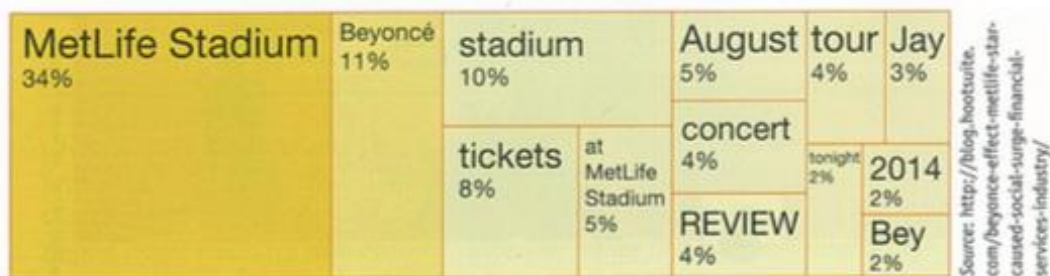 MetLife Stadium
34%
Beyoncé
11%
stadium
10%
tickets
8%
at
MetLife
Stadium
5%
August
5%
concert
4%
REVIEW
4%
tour
4%
Jay
3%
tonight
2%
2014
2%
Bey
2%
Source: http://blog.hootsuite.
com/beyonce-effect-metlife-star-
caused-social-surge-financial-
services-industry/